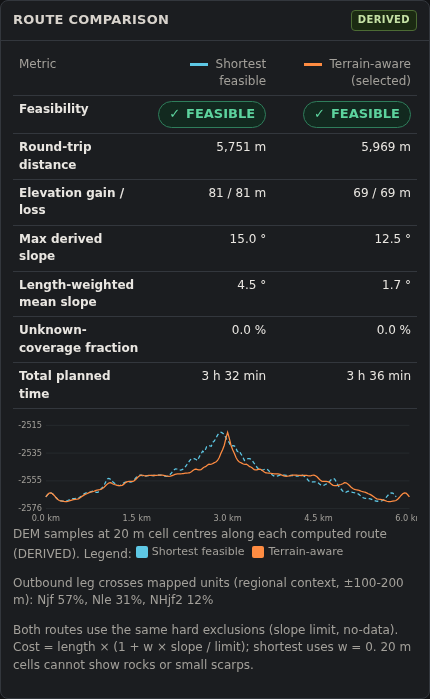 ROUTE COMPARISON DERIVED
Metric Shortest feasible Terrain-aware (selected)
Feasibility ✓ FEASIBLE ✓ FEASIBLE
Round-trip distance 5,751 m 5,969 m
Elevation gain / loss 81 / 81 m 69 / 69 m
Max derived slope 15.0 ° 12.5 °
Length-weighted mean slope 4.5 ° 1.7 °
Unknown-coverage fraction 0.0 % 0.0 %
Total planned time 3 h 32 min 3 h 36 min
-2515
-2535
-2555
-2576
0.0 km 1.5 km 3.0 km 4.5 km 6.0 k
DEM samples at 20 m cell centres along each computed route
(DERIVED). Legend: Shortest feasible Terrain-aware
Outbound leg crosses mapped units (regional context, ±100-200
m): Njf 57%, Nle 31%, NHjf2 12%
Both routes use the same hard exclusions (slope limit, no-data).
Cost = length × (1 + w × slope / limit); shortest uses w = 0. 20 m
cells cannot show rocks or small scarps.